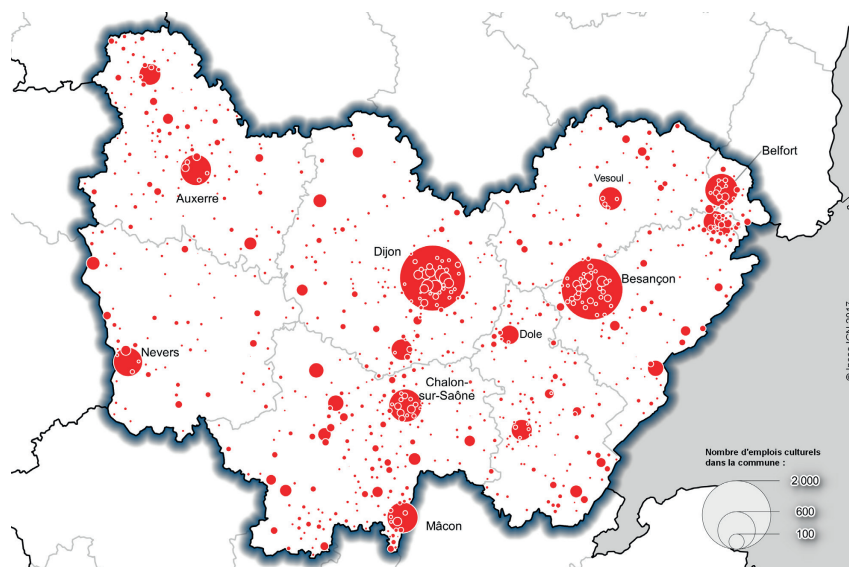 Belfort
Vesoul
Auxerre
Dijon
Besançon
Dole
Nevers
Chalon-
sur-Saône
Mâcon
Nombre d'emplois culturels
dans la commune :
2 000
600
100